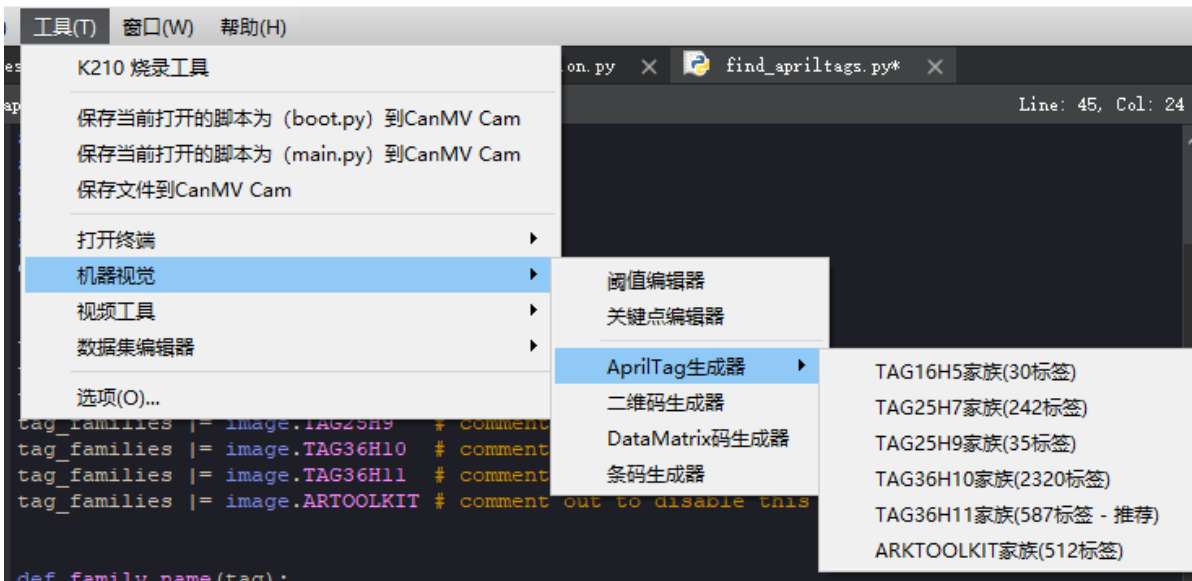 工具(T) 窗口(W) 帮助(H)
K210 烧录工具
on.py find_apriltags.py*
Line: 45, Col: 24
保存当前打开的脚本为（boot.py）到CanMV Cam
保存当前打开的脚本为（main.py）到CanMV Cam
保存文件到CanMV Cam
打开终端
机器视觉
视频工具
数据集编辑器
选项(O)...
阈值编辑器
关键点编辑器
AprilTag生成器
二维码生成器
DataMatrix码生成器
条码生成器
TAG16H5家族(30标签)
TAG25H7家族(242标签)
TAG25H9家族(35标签)
TAG36H10家族(2320标签)
TAG36H11家族(587标签 - 推荐)
ARKTOOLKIT家族(512标签)
tag_families |= image.TAG25H9 # comment
tag_families |= image.TAG36H10 # comment
tag_families |= image.TAG36H11 # comment
tag_families |= image.ARTOOLKIT # comment out to disable this
def family_name(tag):